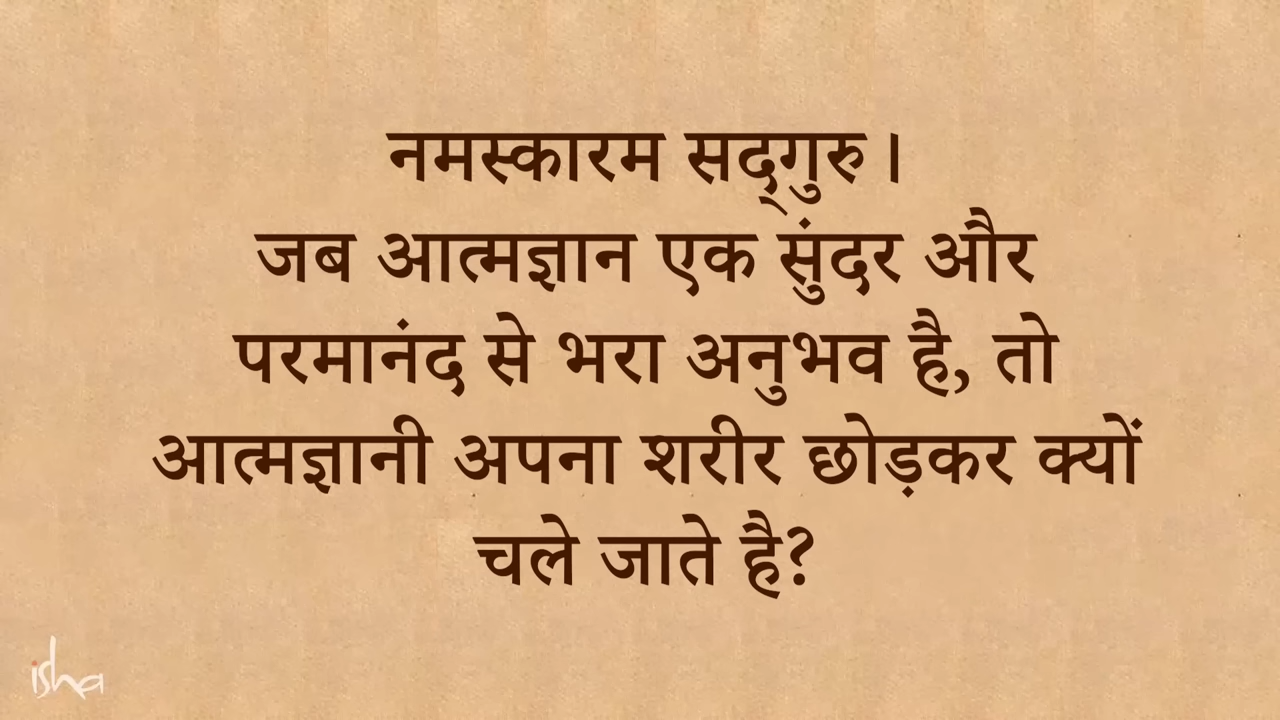 नमस्कारम सद्‌गुरु।
जब आत्मज्ञान एक सुंदर और
परमानंद से भरा अनुभव है, तो
आत्मज्ञानी अपना शरीर छोड़कर क्यों
चले जाते है?
isha